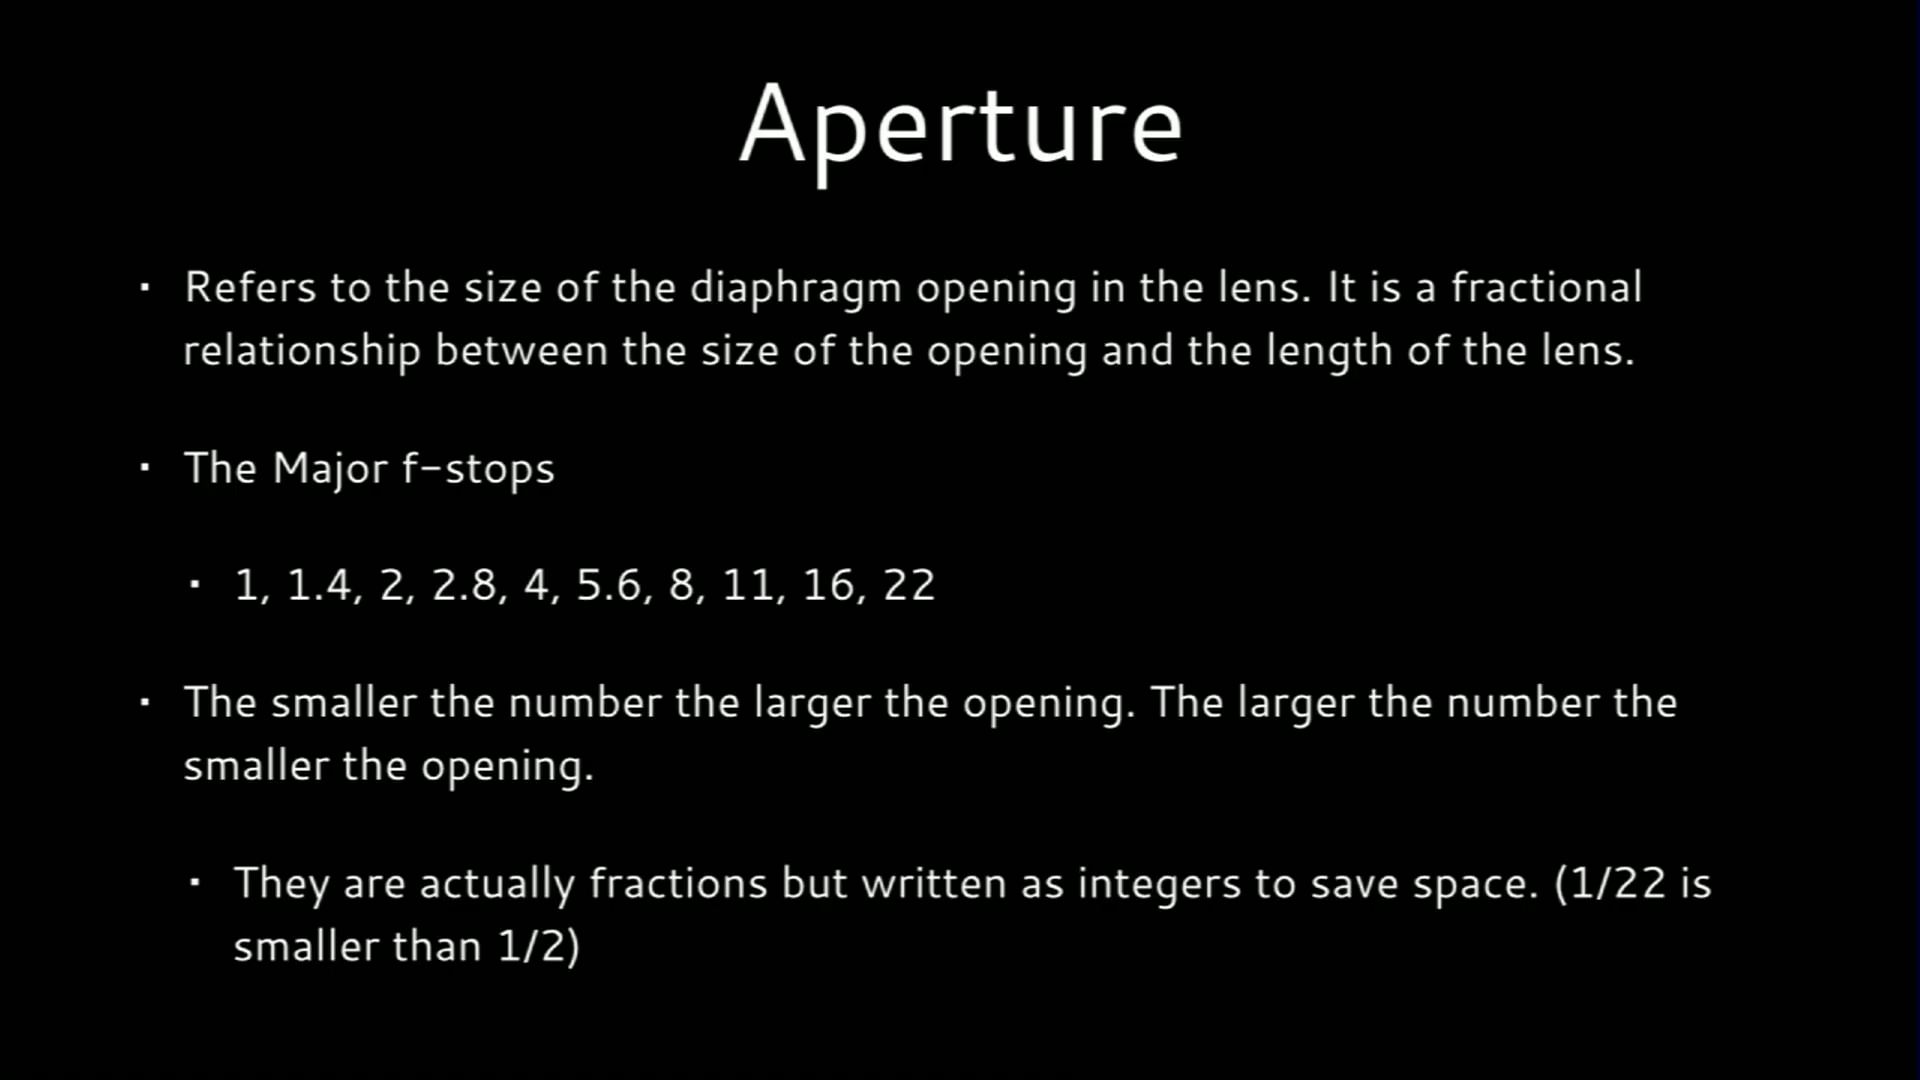 Aperture
▪ Refers to the size of the diaphragm opening in the lens. It is a fractional
relationship between the size of the opening and the length of the lens.
▪ The Major f-stops
▪ 1, 1.4, 2, 2.8, 4, 5.6, 8, 11, 16, 22
▪ The smaller the number the larger the opening. The larger the number the
smaller the opening.
▪ They are actually fractions but written as integers to save space. (1/22 is
smaller than 1/2)